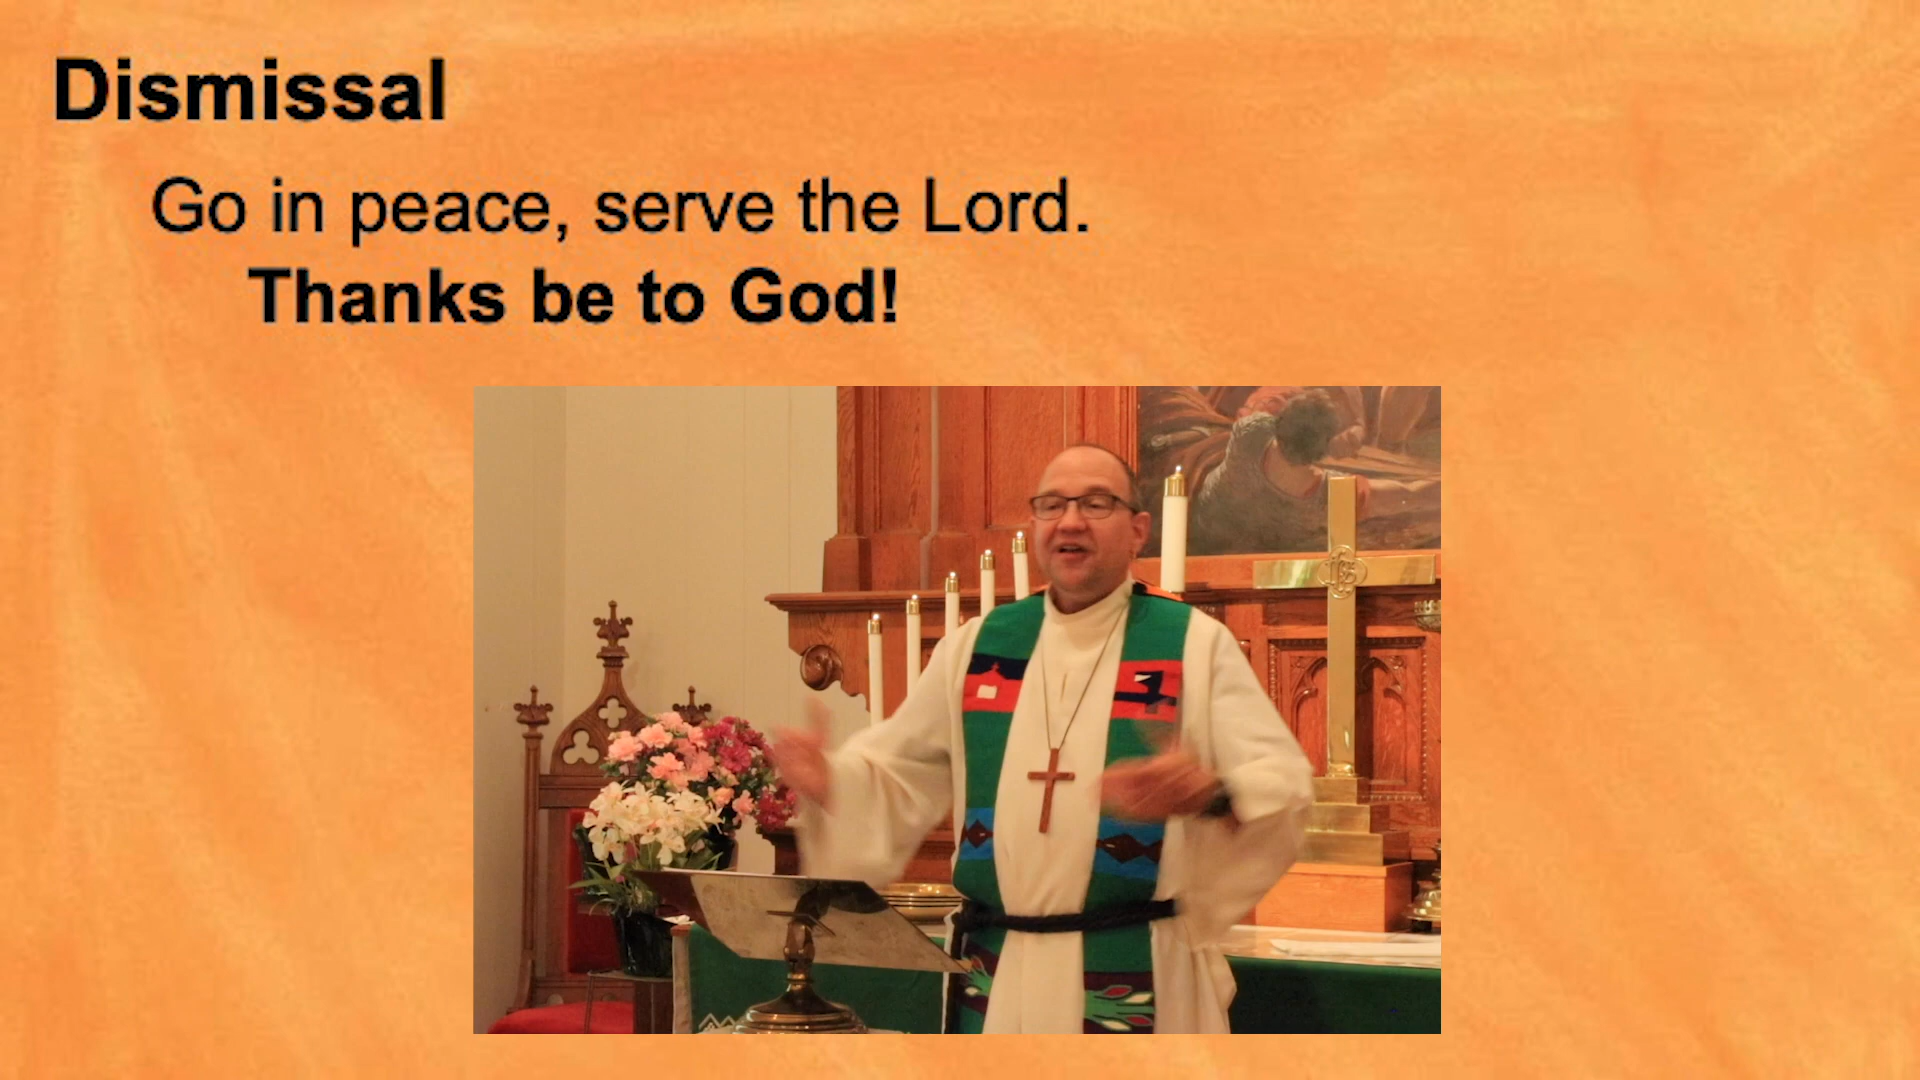 Dismissal
Go in peace, serve the Lord.
Thanks be to God!